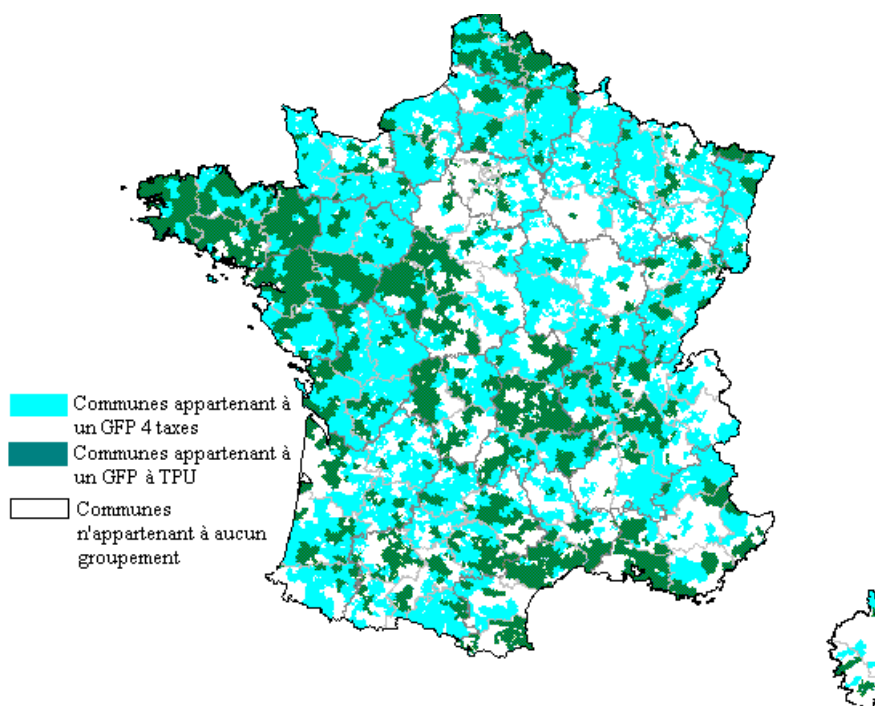 Communes appartenant à
un GFP 4 taxes
Communes appartenant à
un GFP à TPU
Communes
n'appartenant à aucun
groupement